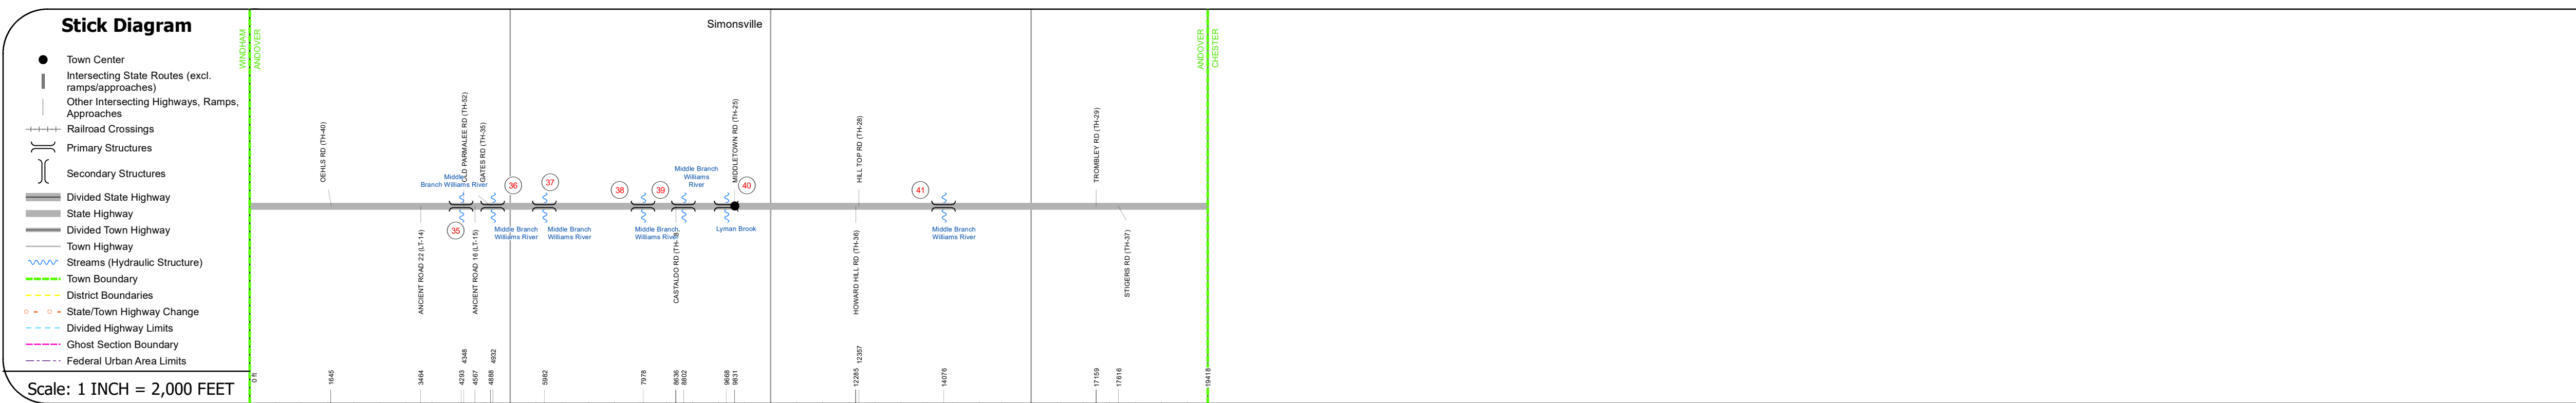 Stick Diagram
Town Center
Intersecting State Routes (excl.
ramps/approaches)
Other Intersecting Highways, Ramps,
Approaches
Railroad Crossings
Primary Structures
Secondary Structures
Divided State Highway
State Highway
Divided Town Highway
Town Highway
Streams (Hydraulic Structure)
Town Boundary
District Boundaries
State/Town Highway Change
Divided Highway Limits
Ghost Section Boundary
Federal Urban Area Limits
Scale: 1 INCH = 2,000 FEET
WINDHAM
ANDOVER
Simonsville
ANDOVER
CHESTER
OEHLS RD (TH-40)
OLD PARMALEE RD (TH-52)
GATES RD (TH-35)
MIDDLETOWN RD (TH-25)
HILL TOP RD (TH-28)
TROMBLEY RD (TH-29)
Middle
Branch Williams River
36
37
38
39
Middle Branch
Williams
River
40
41
35
Middle Branch
Williams River
Middle Branch
Williams River
Middle Branch
Williams River
Lyman Brook
Middle Branch
Williams River
ANCIENT ROAD 22 (LT-14)
ANCIENT ROAD 16 (LT-15)
CASTALDO RD (TH-
HOWARD HILL RD (TH-36)
STIGERS RD (TH-37)
0 ft
1645
3464
4293
4348
4567
4888
4932
5982
7978
8636
8802
9668
9831
12285
12357
14076
17159
17616
19418